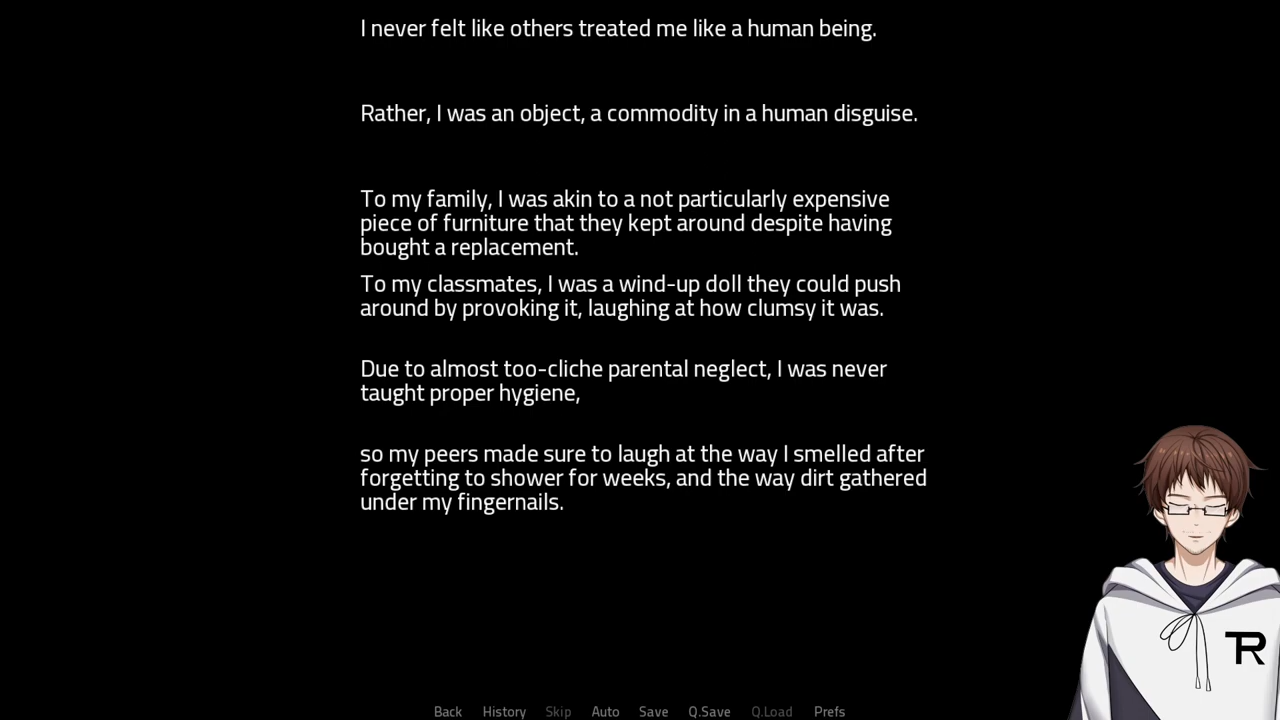 I never felt like others treated me like a human being.
Rather, I was an object, a commodity in a human disguise.
To my family, I was akin to a not particularly expensive
piece of furniture that they kept around despite having
bought a replacement.
To my classmates, I was a wind-up doll they could push
around by provoking it, laughing at how clumsy it was.
Due to almost too-cliche parental neglect, I was never
taught proper hygiene,
so my peers made sure to laugh at the way I smelled after
forgetting to shower for weeks, and the way dirt gathered
under my fingernails.
TR
Back History Skip Auto Save Q.Save Q.Load Prefs